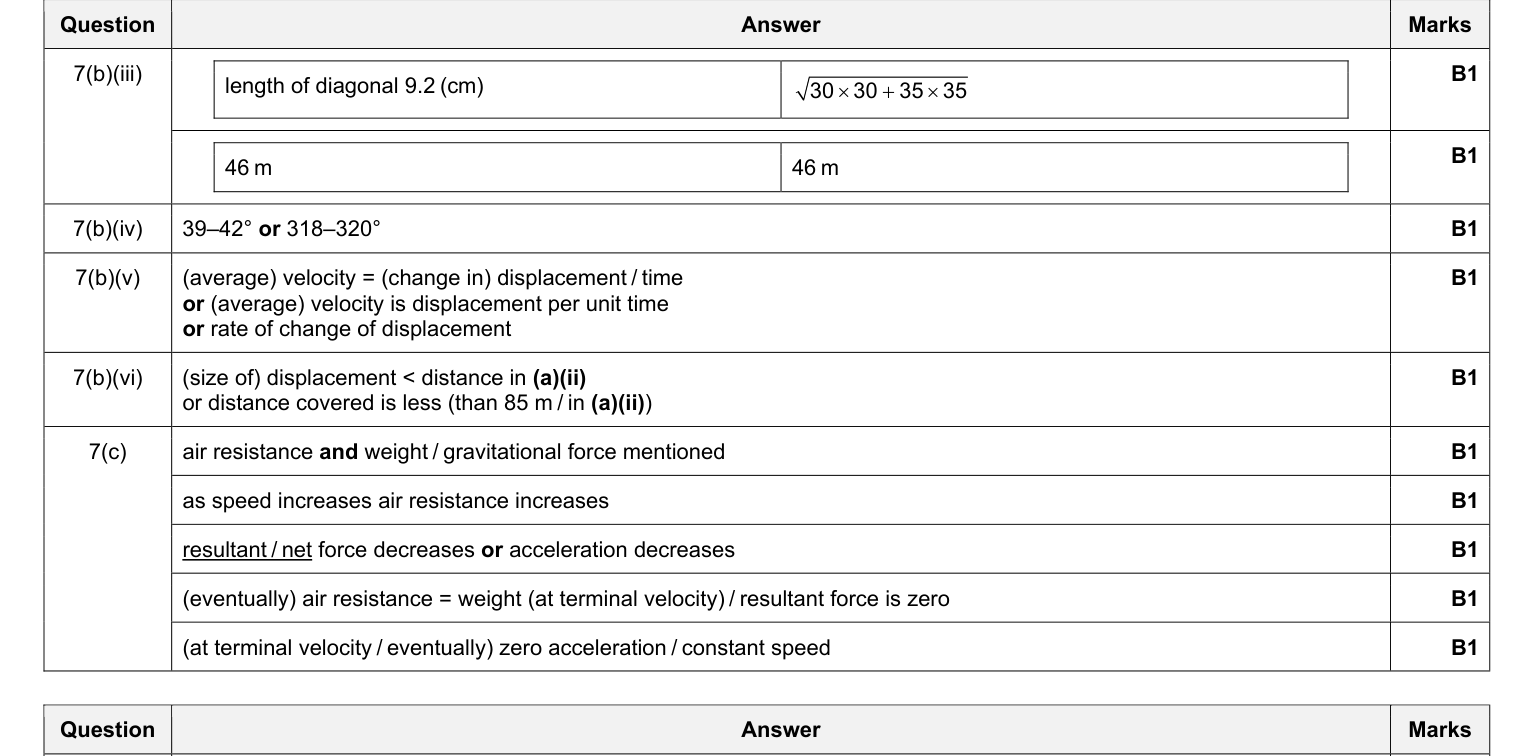 Question Answer Marks
7(b)(iii) length of diagonal 9.2 (cm) √30 × 30 + 35 × 35 B1
46 m 46 m B1
7(b)(iv) 39–42° or 318–320° B1
7(b)(v) (average) velocity = (change in) displacement / time B1
or (average) velocity is displacement per unit time
or rate of change of displacement
7(b)(vi) (size of) displacement < distance in (a)(ii) B1
or distance covered is less (than 85 m / in (a)(ii))
7(c) air resistance and weight / gravitational force mentioned B1
as speed increases air resistance increases B1
resultant / net force decreases or acceleration decreases B1
(eventually) air resistance = weight (at terminal velocity) / resultant force is zero B1
(at terminal velocity / eventually) zero acceleration / constant speed B1
Question Answer Marks